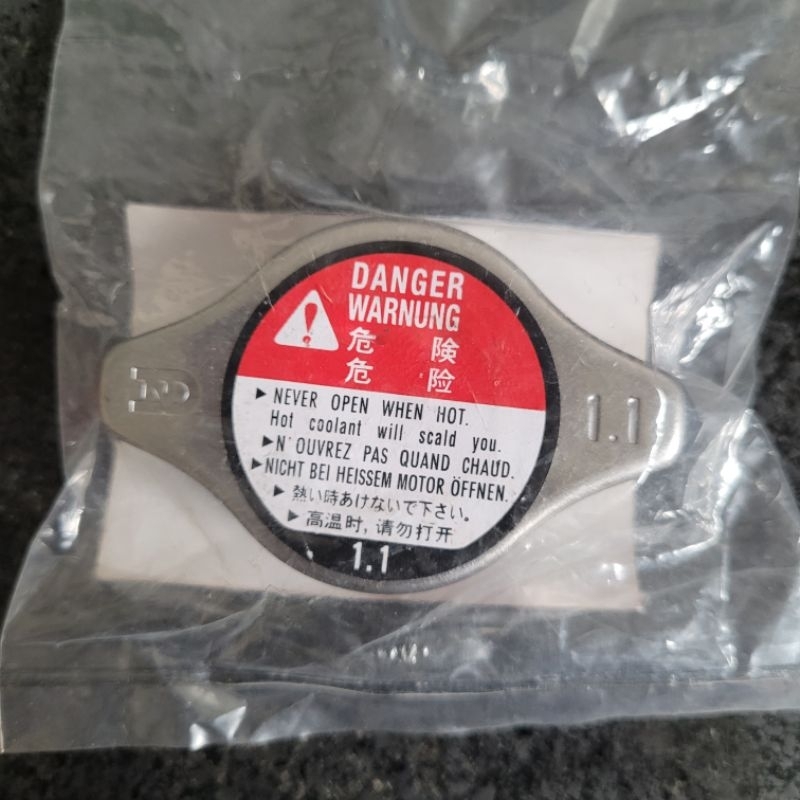 DANGER
WARNUNG
危 険
危 险
▶ NEVER OPEN WHEN HOT.
Hot coolant will scald you.
▶ N'OUVREZ PAS QUAND CHAUD.
▶ NICHT BEI HEISSEM MOTOR ÖFFNEN.
▶ 熱い時あけないで下さい。
▶ 高温时,请勿打开
1.1
1.1